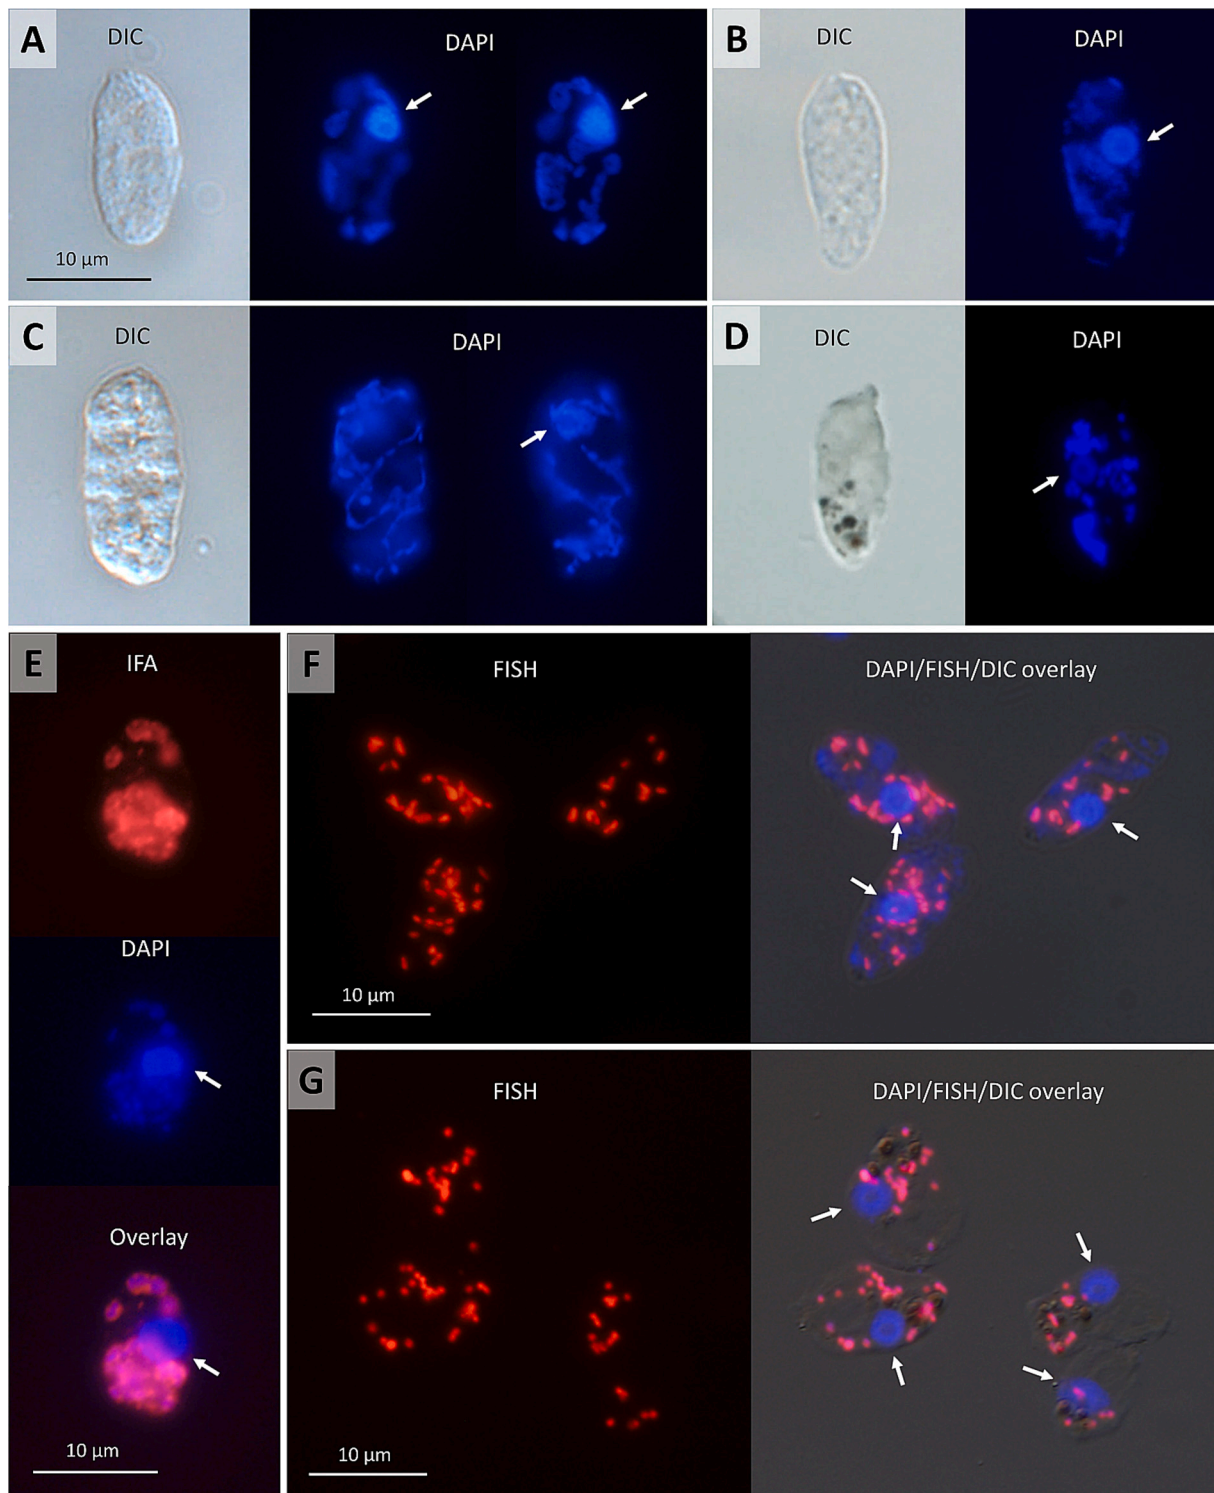 A
DIC
DAPI
10 µm
B
DIC
DAPI
C
DIC
DAPI
D
DIC
DAPI
E
IFA
DAPI
Overlay
10 µm
F
FISH
DAPI/FISH/DIC overlay
10 µm
G
FISH
DAPI/FISH/DIC overlay
10 µm